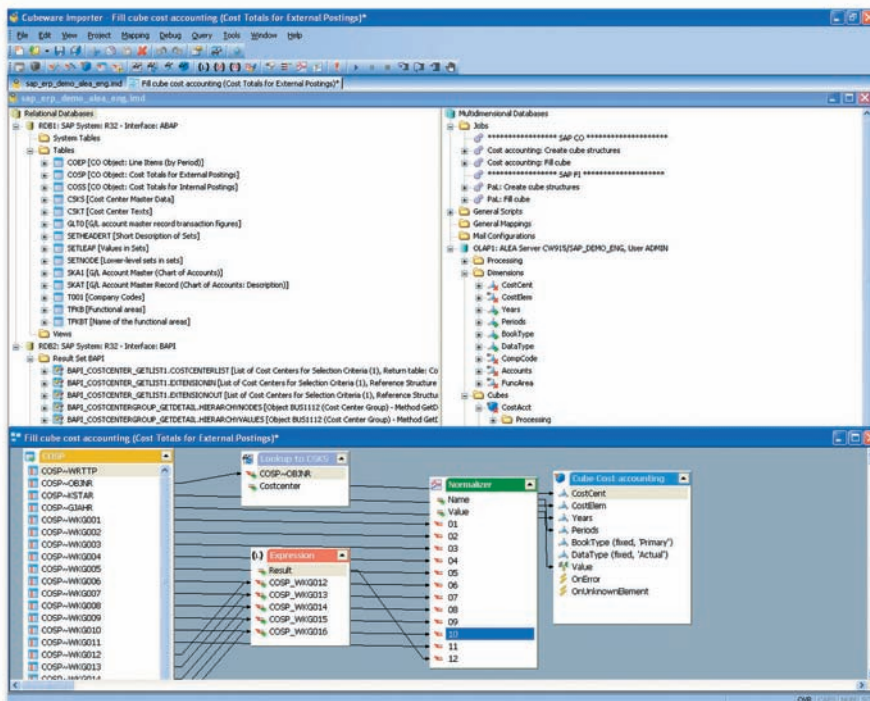 Cubeware Importer - Fill cube cost accounting (Cost Totals for External Postings)*
File Edit View Project Mapping Debug Query Tools Window Help
sap_erp_demo_alea_eng.imd Fill cube cost accounting (Cost Totals for External Postings)*
sap_erp_demo_alea_eng.imd
Relational Databases
RDB1: SAP System: R32 - Interface: ABAP
System Tables
Tables
COEP [CO Object: Line Items (by Period)]
COSP [CO Object: Cost Totals for External Postings]
COSS [CO Object: Cost Totals for Internal Postings]
CSKS [Cost Center Master Data]
CSKT [Cost Center Texts]
GLT0 [G/L account master record transaction figures]
SETHEADERT [Short Description of Sets]
SETLEAF [Values in Sets]
SETNODE [Lower-level sets in sets]
SKA1 [G/L Account Master (Chart of Accounts)]
SKAT [G/L Account Master Record (Chart of Accounts: Description)]
T001 [Company Codes]
TFKB [Functional areas]
TFKBT [Name of the functional areas]
Views
RDB2: SAP System: R32 - Interface: BAPI
Result Set BAPI
BAPI_COSTCENTER_GETLIST1.COSTCENTERLIST [List of Cost Centers for Selection Criteria (1), Return table: Co
BAPI_COSTCENTER_GETLIST1.EXTENSIONIN [List of Cost Centers for Selection Criteria (1), Reference Structure
BAPI_COSTCENTER_GETLIST1.EXTENSIONOUT [List of Cost Centers for Selection Criteria (1), Reference Structure
BAPI_COSTCENTERGROUP_GETDETAIL.HIERARCHYNODES [Object BUS1112 (Cost Center Group) - Method GetD
BAPI_COSTCENTERGROUP_GETDETAIL.HIERARCHYVALUES [Object BUS1112 (Cost Center Group) - Method GetD
Multidimensional Databases
Jobs
****************** SAP CO *********************
Cost accounting: Create cube structures
Cost accounting: Fill cube
****************** SAP FI *********************
PaL: Create cube structures
PaL: Fill cube
General Scripts
General Mappings
Mail Configurations
OLAP1: ALEA Server CW915/SAP_DEMO_ENG, User ADMIN
Processing
Dimensions
CostCent
CostElem
Years
Periods
BookType
DataType
CompCode
Accounts
FuncArea
Cubes
CostAcct
Processing
Fill cube cost accounting (Cost Totals for External Postings)*
COSP
COSP~WRTTP
COSP~OBJNR
COSP~KSTAR
COSP~GJAHR
COSP~WKG001
COSP~WKG002
COSP~WKG003
COSP~WKG004
COSP~WKG005
COSP~WKG006
COSP~WKG007
COSP~WKG008
COSP~WKG009
COSP~WKG010
COSP~WKG011
COSP~WKG012
COSP~WKG013
COSP~WKG014
Lookup to CSKS
COSP~OBJNR
Costcenter
(x) Expression
Result
COSP_WKG012
COSP_WKG013
COSP_WKG014
COSP_WKG015
COSP_WKG016
Normalizer
Name
Value
01
02
03
04
05
06
07
08
09
10
11
12
Cube Cost accounting
CostCent
CostElem
Years
Periods
BookType (fixed, 'Primary')
DataType (fixed, 'Actual')
Value
OnError
OnUnknownElement
OVR